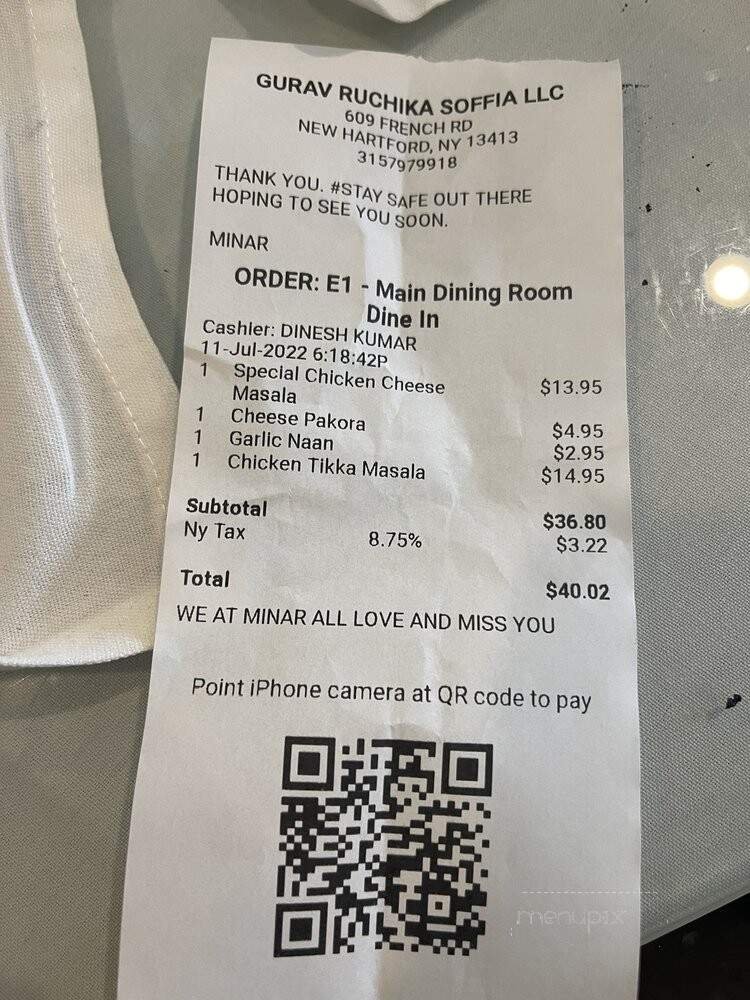 GURAV RUCHIKA SOFFIA LLC
609 FRENCH RD
NEW HARTFORD, NY 13413
3157979918
THANK YOU. #STAY SAFE OUT THERE
HOPING TO SEE YOU SOON.
MINAR
ORDER: E1 - Main Dining Room
Dine In
Cashier: DINESH KUMAR
11-Jul-2022 6:18:42P
1 Special Chicken Cheese $13.95
Masala
1 Cheese Pakora $4.95
1 Garlic Naan $2.95
1 Chicken Tikka Masala $14.95
Subtotal $36.80
Ny Tax 8.75% $3.22
Total $40.02
WE AT MINAR ALL LOVE AND MISS YOU
Point iPhone camera at QR code to pay
menupix